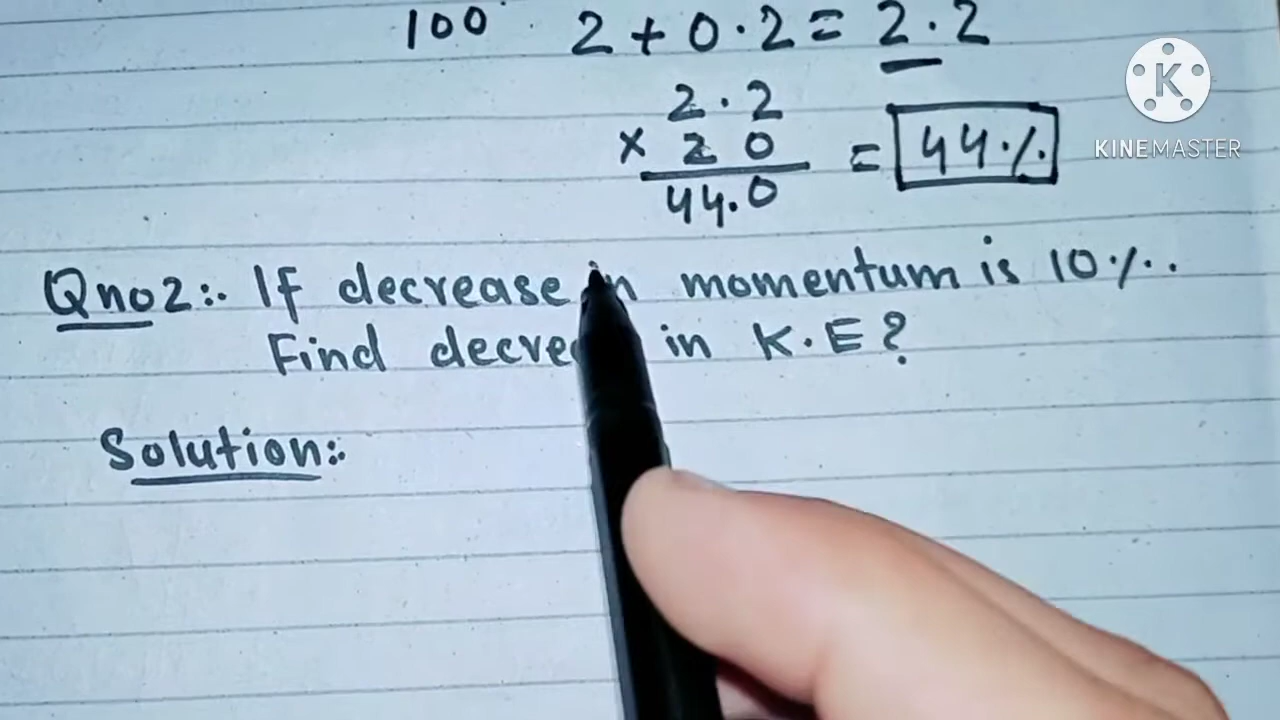 100 2 + 0.2 = 2.2
2.2
× 20 = 44%
44.0
K
KINEMASTER
Qno2:. If decrease in momentum is 10%.
Find in K.E?
Solution:.